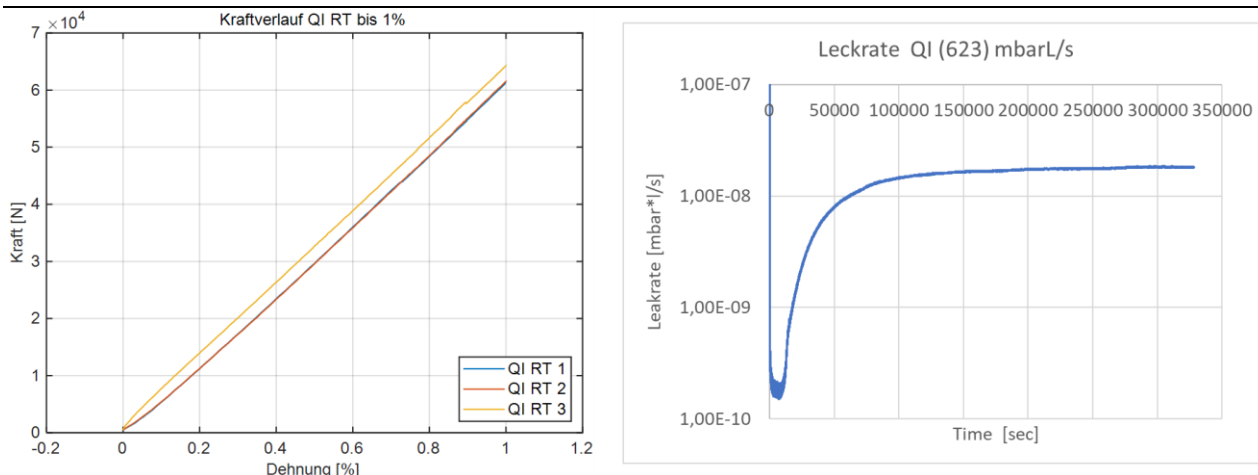 ×10⁴ Kraftverlauf QI RT bis 1%
7
6
5
4
3
2
1
0
Kraft [N]
-0.2 0 0.2 0.4 0.6 0.8 1 1.2
Dehnung [%]
QI RT 1
QI RT 2
QI RT 3
Leckrate QI (623) mbarL/s
1,00E-07
0 50000 100000 150000 200000 250000 300000 350000
1,00E-08
1,00E-09
1,00E-10
Leakrate [mbar*l/s]
Time [sec]